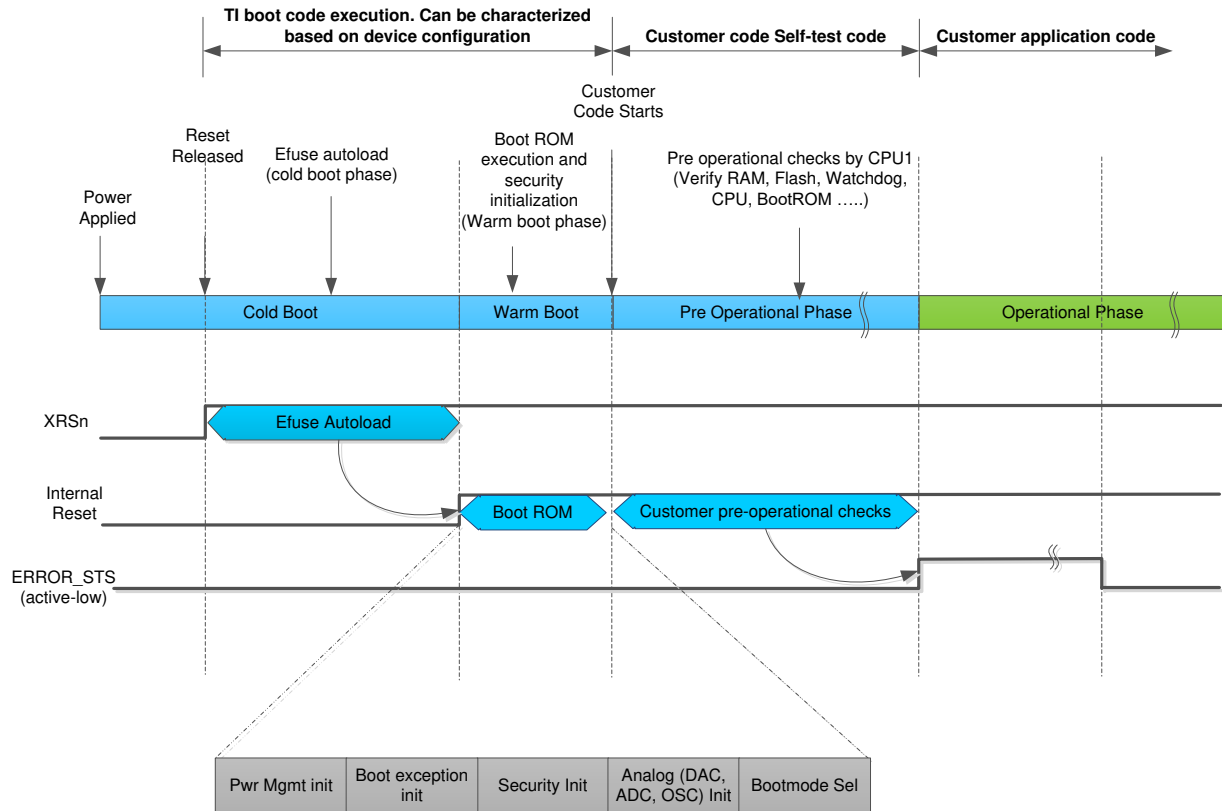 TI boot code execution. Can be characterized
based on device configuration
Customer code Self-test code
Customer application code
Customer
Code Starts
Reset
Released
Efuse autoload
(cold boot phase)
Boot ROM
execution and
security
initialization
(Warm boot phase)
Pre operational checks by CPU1
(Verify RAM, Flash, Watchdog,
CPU, BootROM …..)
Power
Applied
Cold Boot
Warm Boot
Pre Operational Phase
Operational Phase
XRSn
Efuse Autoload
Internal
Reset
Boot ROM
Customer pre-operational checks
ERROR_STS
(active-low)
Pwr Mgmt init
Boot exception
init
Security Init
Analog (DAC,
ADC, OSC) Init
Bootmode Sel